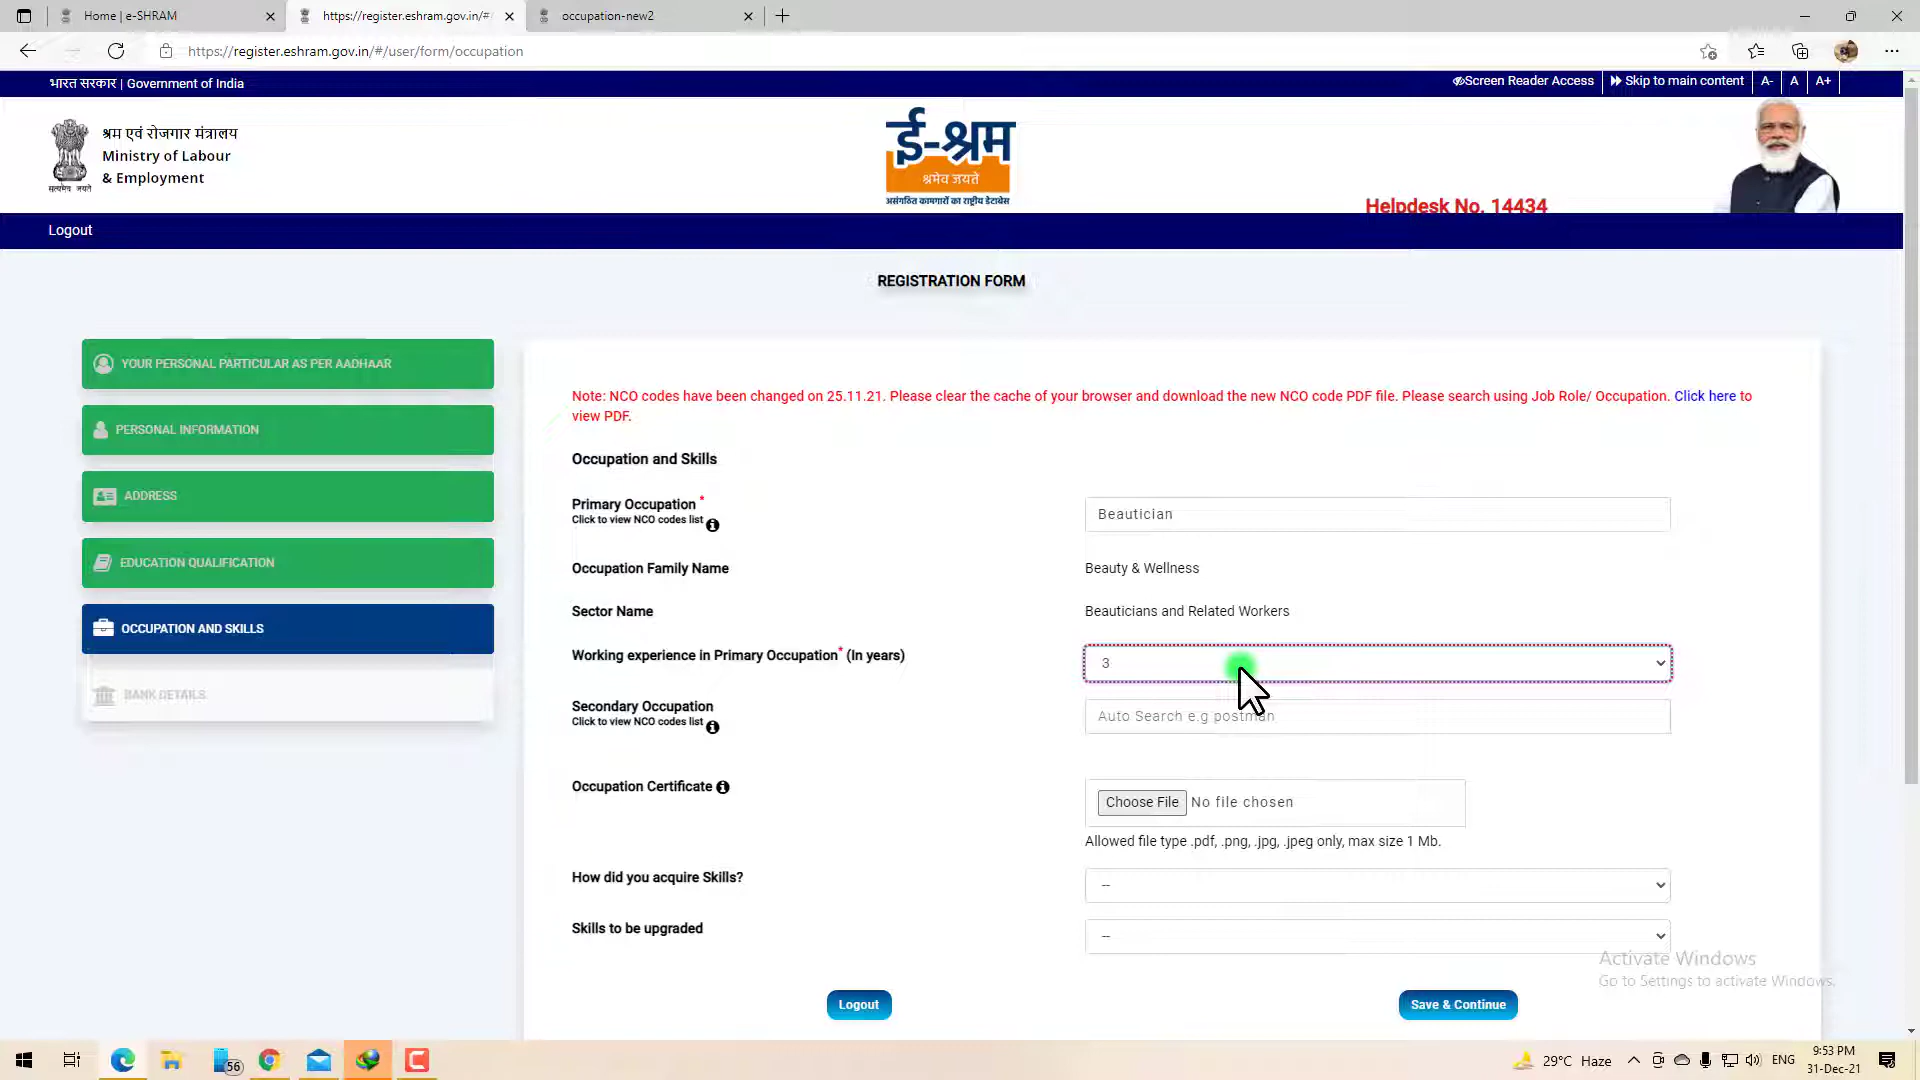 Home | e-SHRAM
https://register.eshram.gov.in/#/
occupation-new2
https://register.eshram.gov.in/#/user/form/occupation
भारत सरकार | Government of India
Screen Reader Access
Skip to main content
A-
A
A+
श्रम एवं रोजगार मंत्रालय
Ministry of Labour
& Employment
सत्यमेव जयते
ई-श्रम
श्रमेव जयते
असंगठित कामगारों का राष्ट्रीय डेटाबेस
Helpdesk No. 14434
Logout
REGISTRATION FORM
YOUR PERSONAL PARTICULAR AS PER AADHAAR
PERSONAL INFORMATION
ADDRESS
EDUCATION QUALIFICATION
OCCUPATION AND SKILLS
BANK DETAILS
Note: NCO codes have been changed on 25.11.21. Please clear the cache of your browser and download the new NCO code PDF file. Please search using Job Role/ Occupation. Click here to
view PDF.
Occupation and Skills
Primary Occupation *
Click to view NCO codes list
Beautician
Occupation Family Name
Beauty & Wellness
Sector Name
Beauticians and Related Workers
Working experience in Primary Occupation* (In years)
3
Secondary Occupation
Click to view NCO codes list
Auto Search e.g postman
Occupation Certificate
Choose File No file chosen
Allowed file type .pdf, .png, .jpg, .jpeg only, max size 1 Mb.
How did you acquire Skills?
--
Skills to be upgraded
--
Activate Windows
Go to Settings to activate Windows.
Logout
Save & Continue
56
29°C Haze
ENG
9:53 PM
31-Dec-21